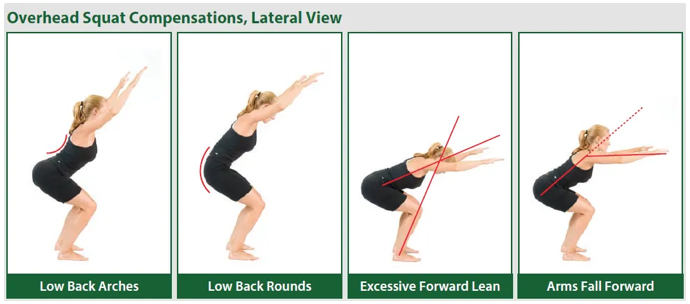 Overhead Squat Compensations, Lateral View
Low Back Arches
Low Back Rounds
Excessive Forward Lean
Arms Fall Forward